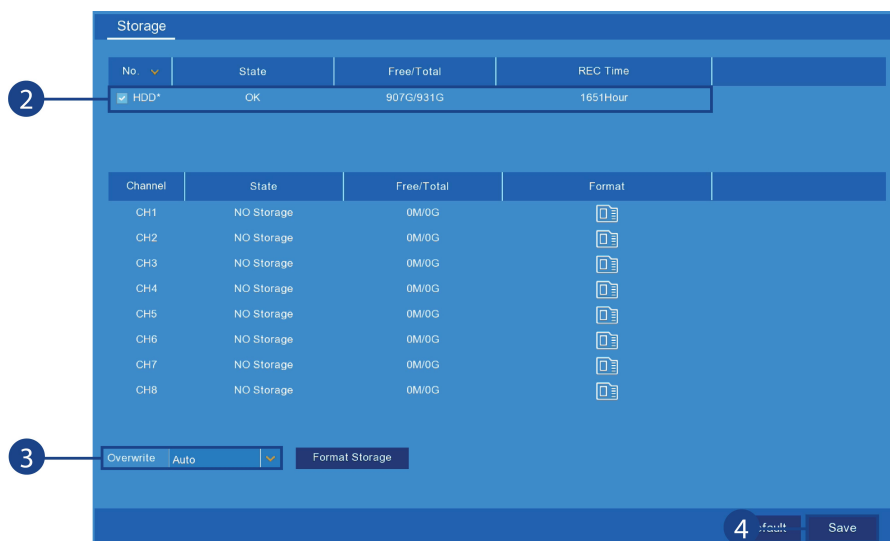 Storage
No. State Free/Total REC Time
2
HDD* OK 907G/931G 1651Hour
Channel State Free/Total Format
CH1 NO Storage 0M/0G
CH2 NO Storage 0M/0G
CH3 NO Storage 0M/0G
CH4 NO Storage 0M/0G
CH5 NO Storage 0M/0G
CH6 NO Storage 0M/0G
CH7 NO Storage 0M/0G
CH8 NO Storage 0M/0G
3
Overwrite Auto Format Storage
4 Save